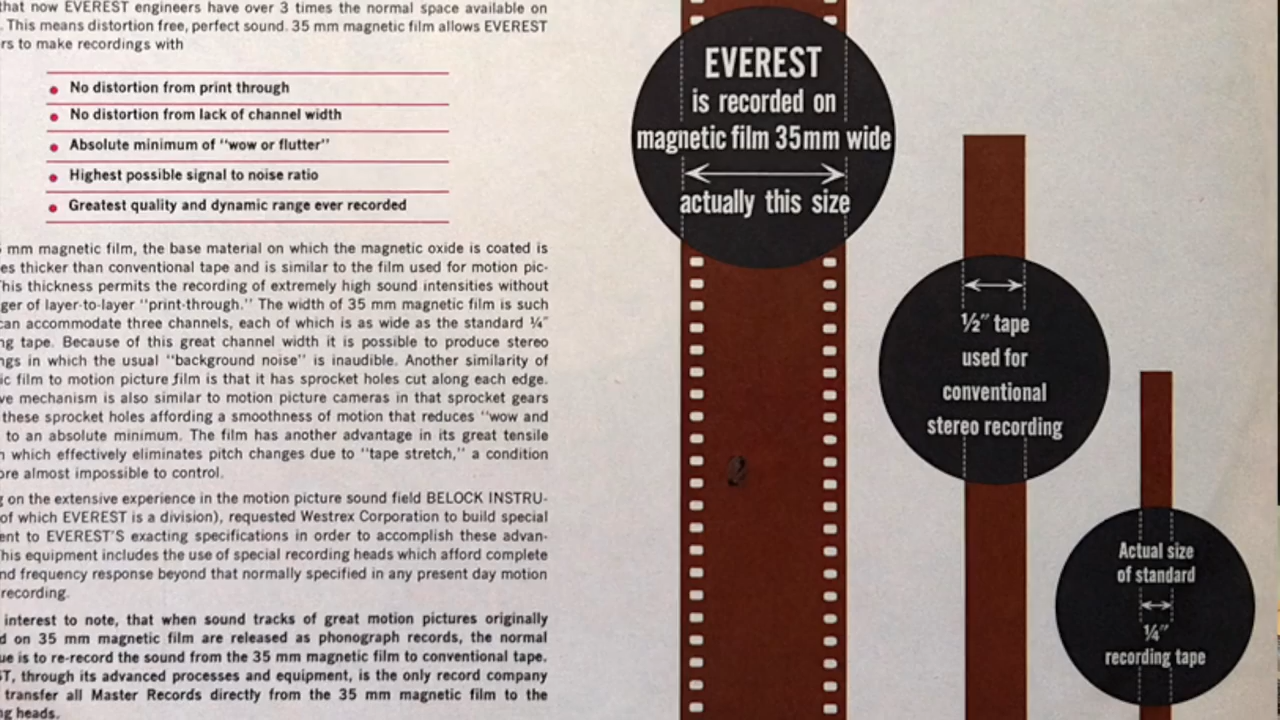 that now EVEREST engineers have over 3 times the normal space available on
. This means distortion free, perfect sound. 35 mm magnetic film allows EVEREST
rs to make recordings with
No distortion from print through
No distortion from lack of channel width
Absolute minimum of "wow or flutter"
Highest possible signal to noise ratio
Greatest quality and dynamic range ever recorded
mm magnetic film, the base material on which the magnetic oxide is coated is
es thicker than conventional tape and is similar to the film used for motion pic-
his thickness permits the recording of extremely high sound intensities without
ger of layer-to-layer "print-through." The width of 35 mm magnetic film is such
can accommodate three channels, each of which is as wide as the standard ¼"
ng tape. Because of this great channel width it is possible to produce stereo
ngs in which the usual "background noise" is inaudible. Another similarity of
ic film to motion picture film is that it has sprocket holes cut along each edge.
ve mechanism is also similar to motion picture cameras in that sprocket gears
these sprocket holes affording a smoothness of motion that reduces "wow and
to an absolute minimum. The film has another advantage in its great tensile
h which effectively eliminates pitch changes due to "tape stretch," a condition
ore almost impossible to control.
g on the extensive experience in the motion picture sound field BELOCK INSTRU-
of which EVEREST is a division), requested Westrex Corporation to build special
ent to EVEREST'S exacting specifications in order to accomplish these advan-
his equipment includes the use of special recording heads which afford complete
nd frequency response beyond that normally specified in any present day motion
recording.
interest to note, that when sound tracks of great motion pictures originally
d on 35 mm magnetic film are released as phonograph records, the normal
ue is to re-record the sound from the 35 mm magnetic film to conventional tape.
ST, through its advanced processes and equipment, is the only record company
transfer all Master Records directly from the 35 mm magnetic film to the
ng heads.
EVEREST
is recorded on
magnetic film 35mm wide
actually this size
½" tape
used for
conventional
stereo recording
Actual size
of standard
¼"
recording tape